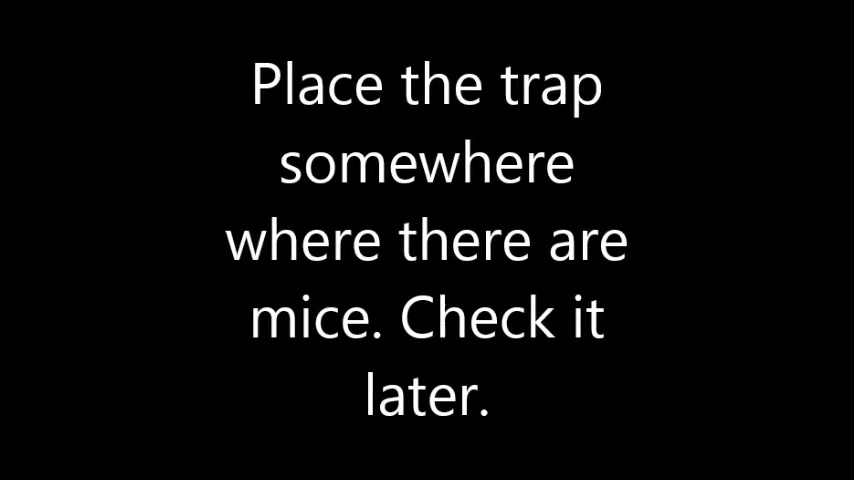 Place the trap
somewhere
where there are
mice. Check it
later.